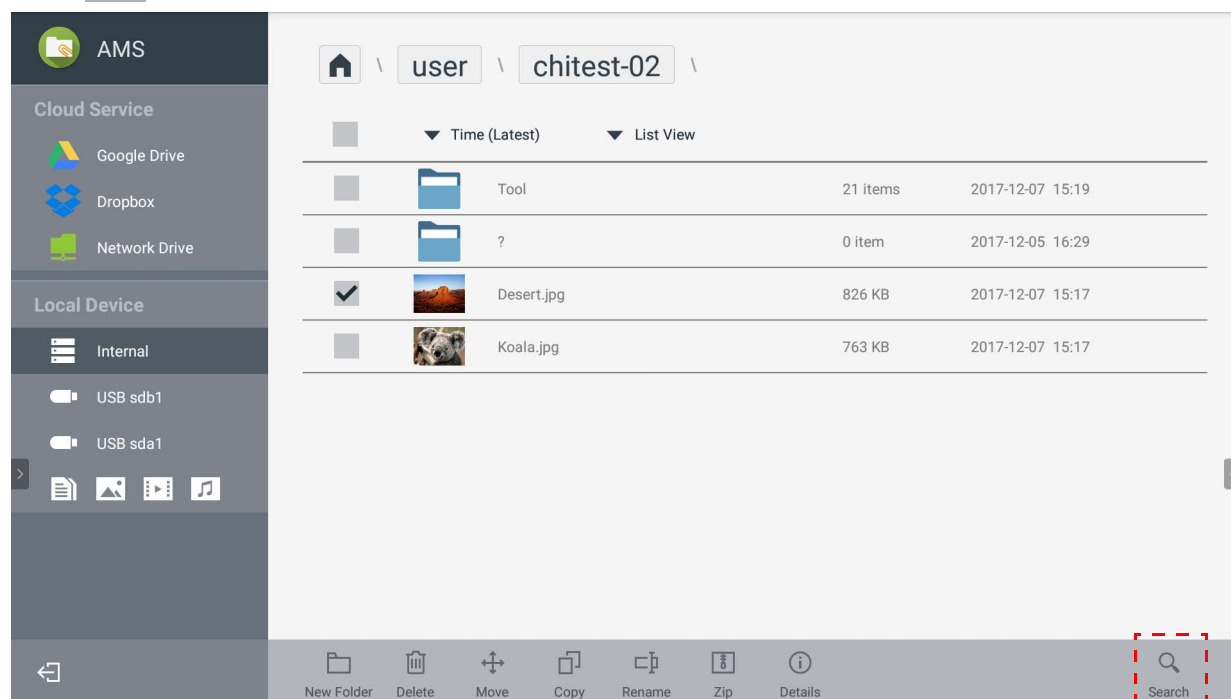 AMS
Cloud Service
Google Drive
Dropbox
Network Drive
Local Device
Internal
USB sdb1
USB sda1
\ user \ chitest-02 \
Time (Latest) List View
Tool 21 items 2017-12-07 15:19
? 0 item 2017-12-05 16:29
Desert.jpg 826 KB 2017-12-07 15:17
Koala.jpg 763 KB 2017-12-07 15:17
New Folder Delete Move Copy Rename Zip Details Search